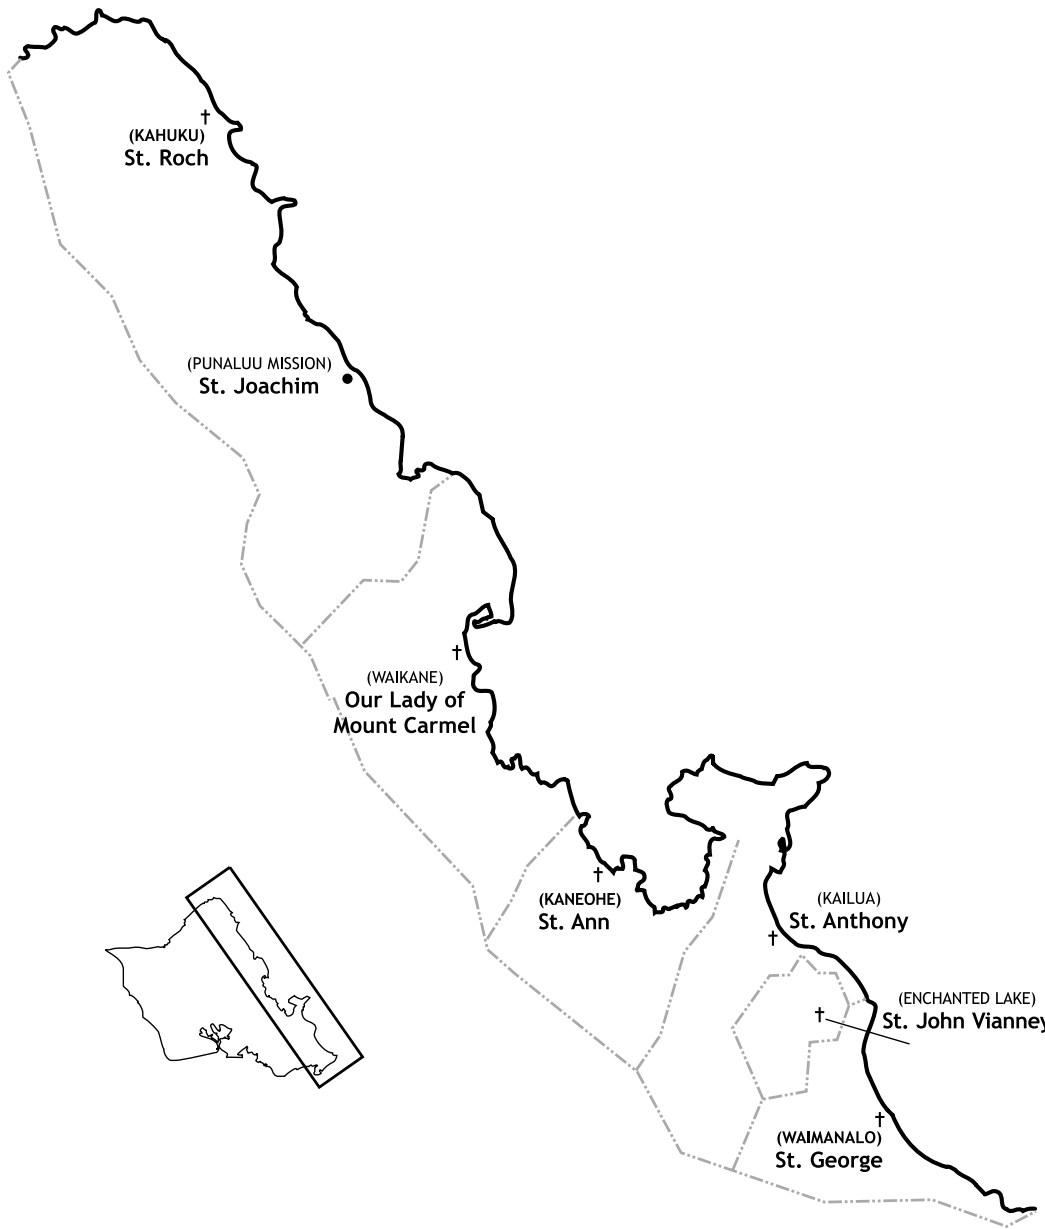 (KAHUKU)
St. Roch
(PUNALUU MISSION)
St. Joachim
(WAIKANE)
Our Lady of
Mount Carmel
(KANEOHE)
St. Ann
(KAILUA)
St. Anthony
(ENCHANTED LAKE)
St. John Vianney
(WAIMANALO)
St. George